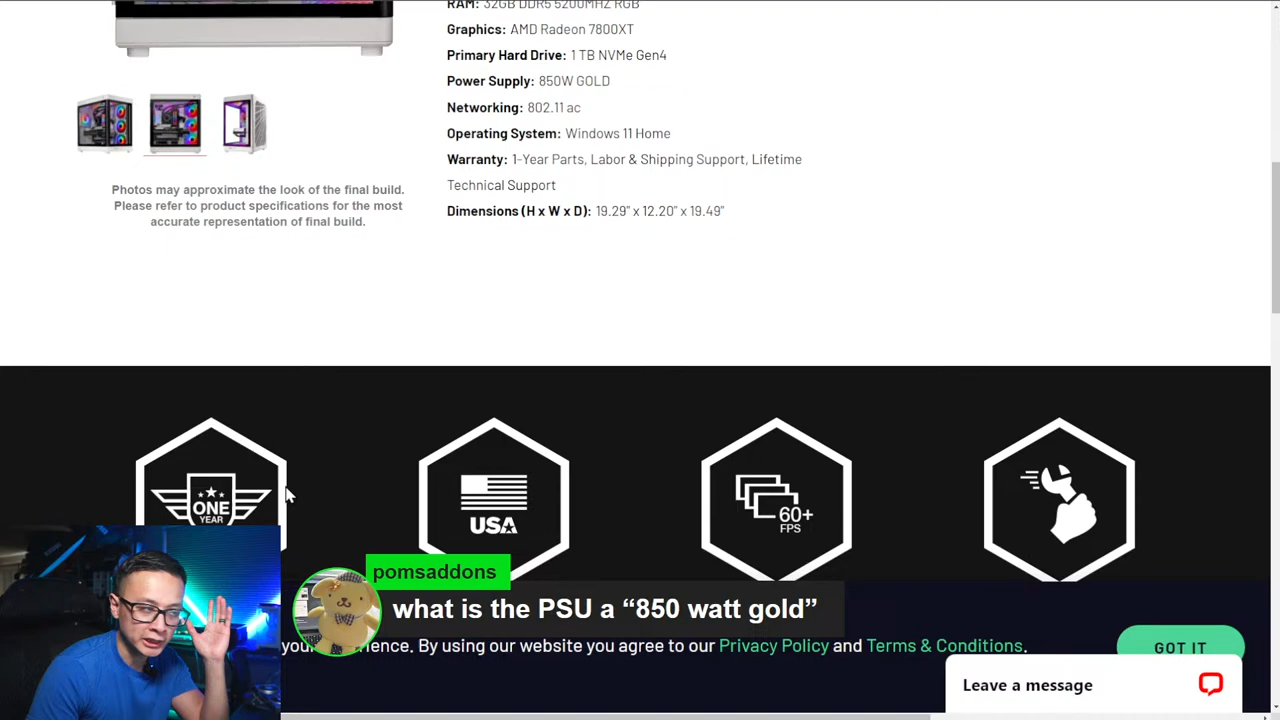 RAM: 32GB DDR5 5200MHZ RGB
Graphics: AMD Radeon 7800XT
Primary Hard Drive: 1 TB NVMe Gen4
Power Supply: 850W GOLD
Networking: 802.11 ac
Operating System: Windows 11 Home
Warranty: 1-Year Parts, Labor & Shipping Support, Lifetime
Technical Support
Dimensions (H x W x D): 19.29" x 12.20" x 19.49"
Photos may approximate the look of the final build.
Please refer to product specifications for the most
accurate representation of final build.
ONE
YEAR
USA
60+
FPS
pomsaddons
what is the PSU a “850 watt gold”
experience. By using our website you agree to our Privacy Policy and Terms & Conditions.
GOT IT
Leave a message